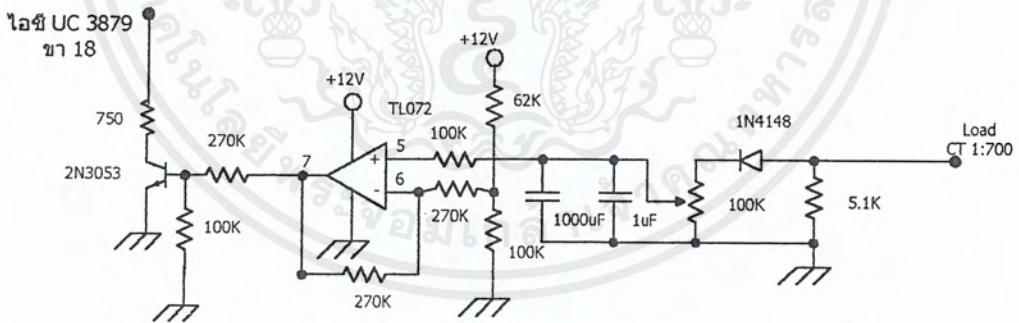 ไอซี UC 3879
ขา 18
750
2N3053
270K
100K
7
+12V
TL072
5
6
+
-
100K
270K
270K
+12V
62K
100K
1000uF
1uF
100K
1N4148
5.1K
Load
CT 1:700